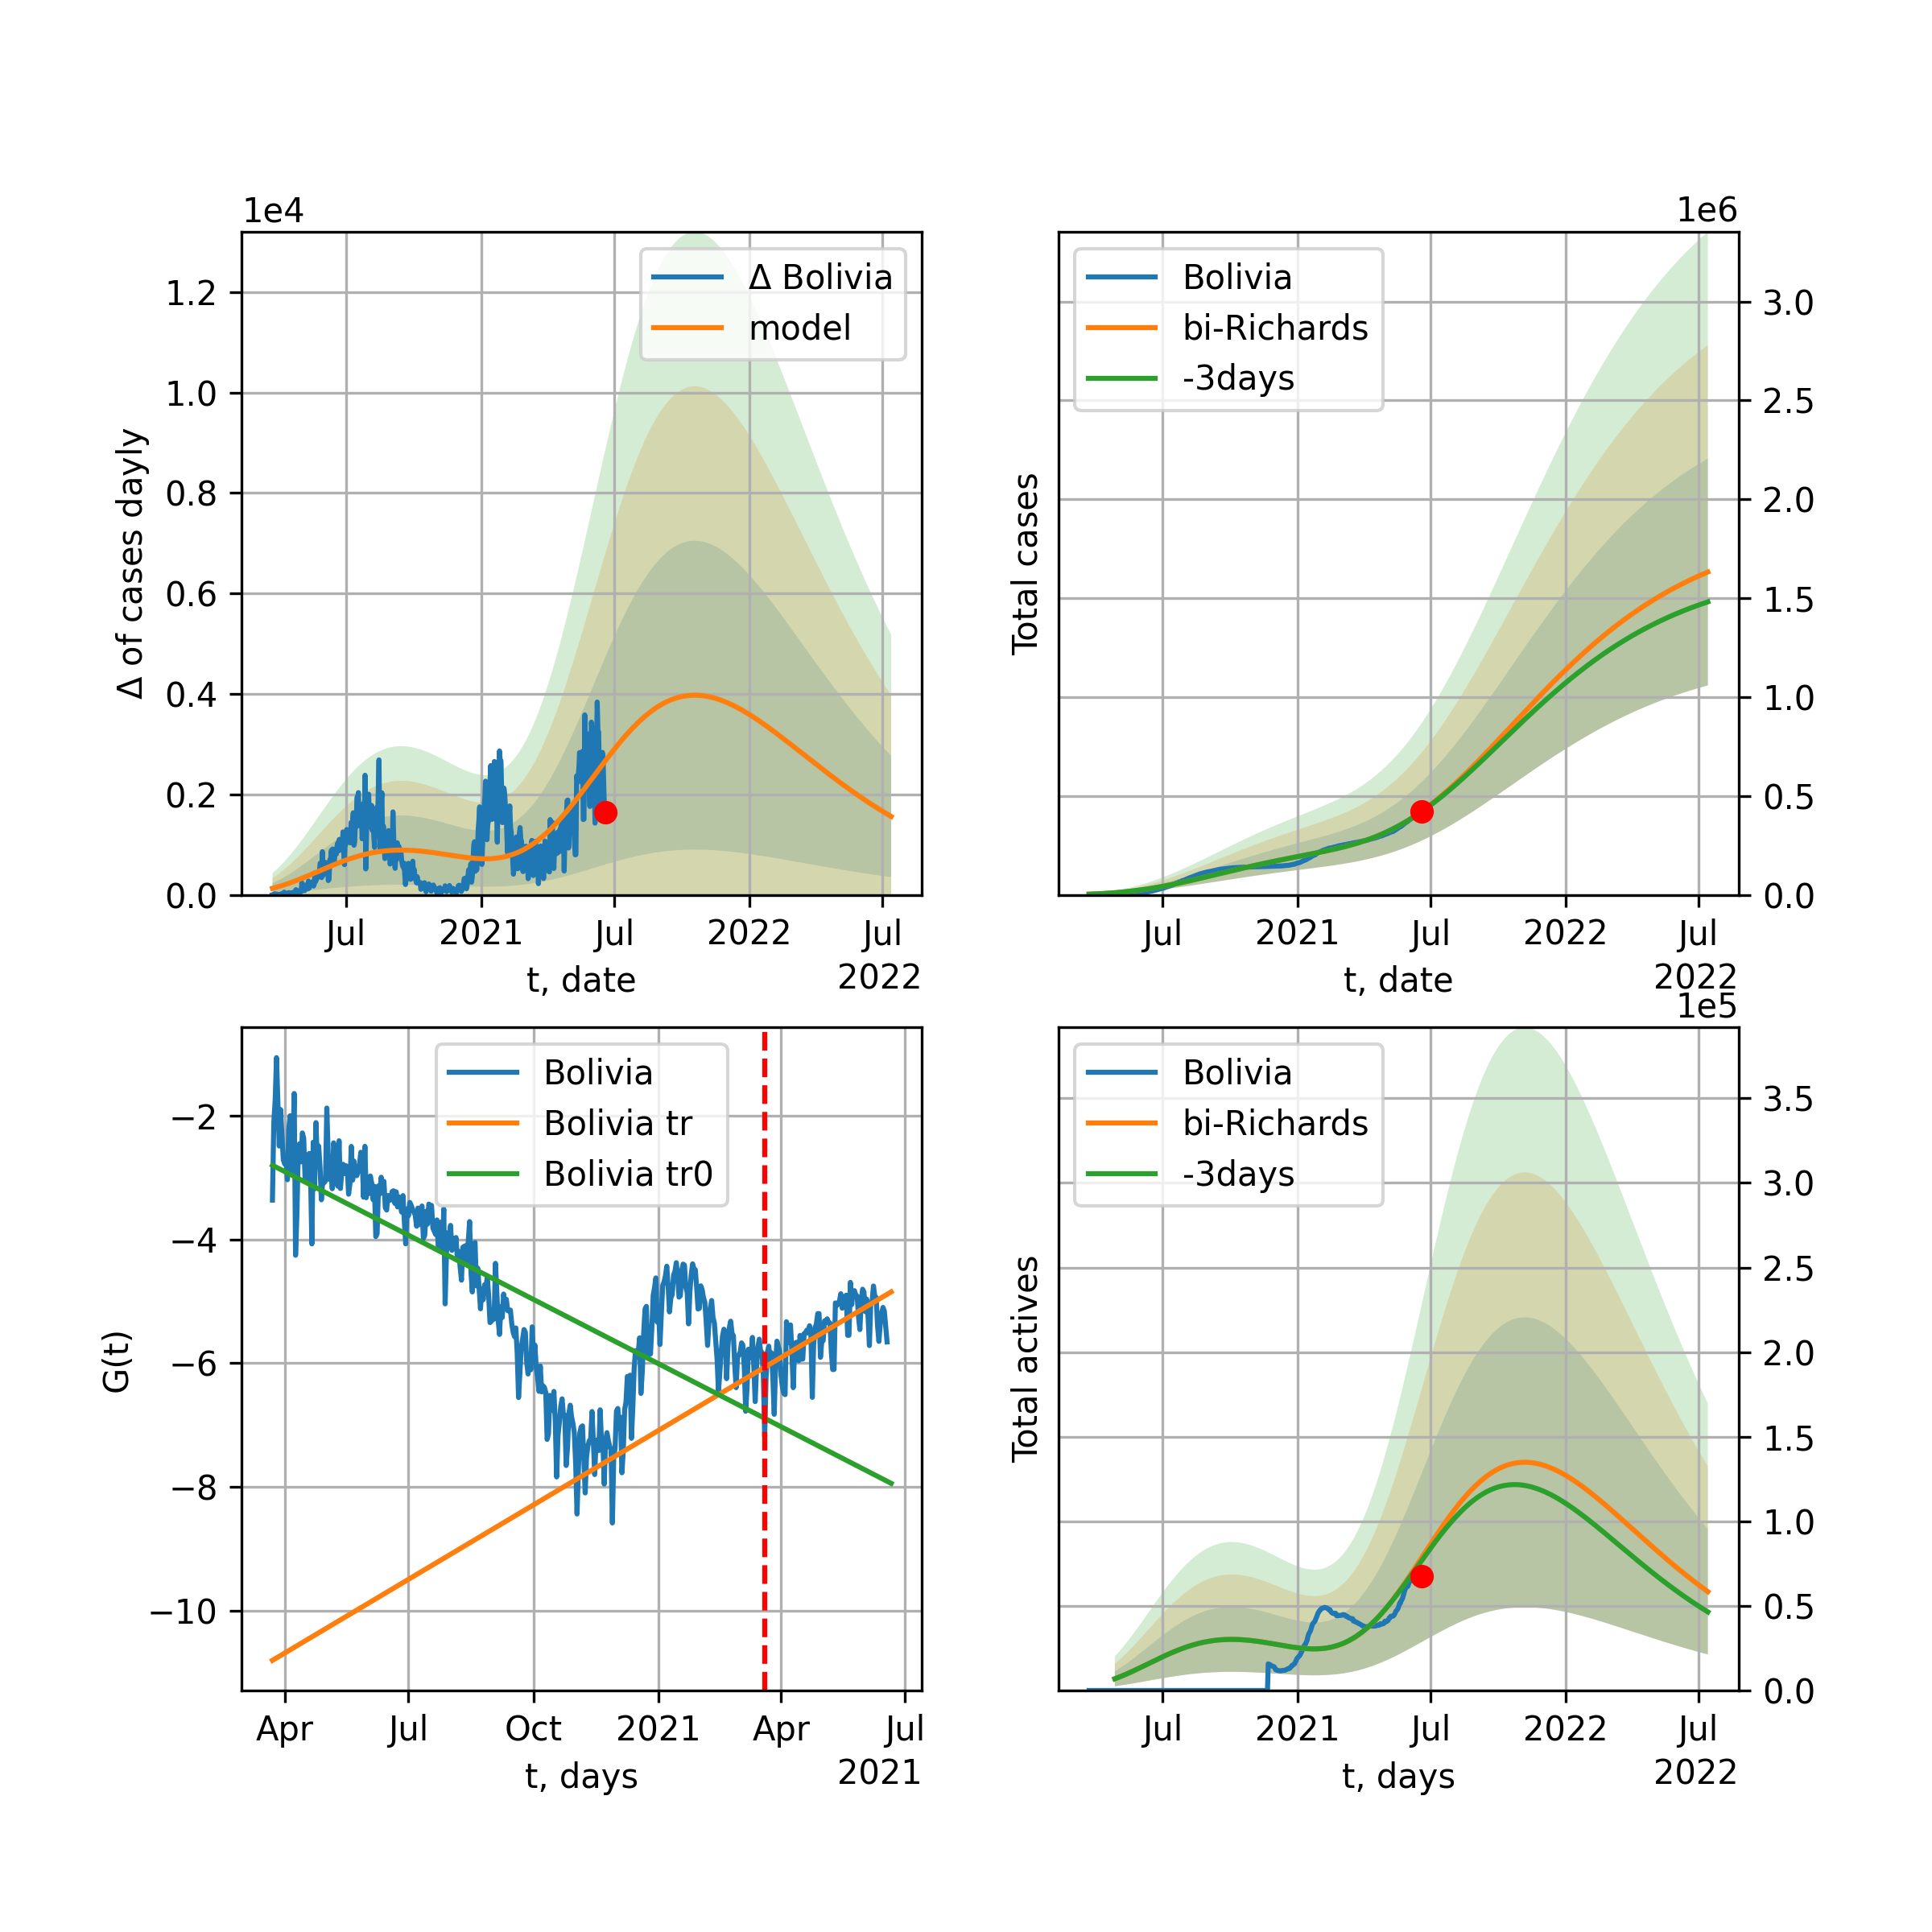 1e4
Δ of cases dayly
1.2
1.0
0.8
0.6
0.4
0.2
0.0
Δ Bolivia
model
Jul
2021
Jul
2022
Jul
2022
t, date
1e6
Total cases
Bolivia
bi-Richards
-3days
3.0
2.5
2.0
1.5
1.0
0.5
0.0
Jul
2021
Jul
2022
Jul
2022
t, date
G(t)
−2
−4
−6
−8
−10
Bolivia
Bolivia tr
Bolivia tr0
Apr
Jul
Oct
2021
Apr
Jul
2021
t, days
1e5
Total actives
Bolivia
bi-Richards
-3days
3.5
3.0
2.5
2.0
1.5
1.0
0.5
0.0
Jul
2021
Jul
2022
Jul
2022
t, days